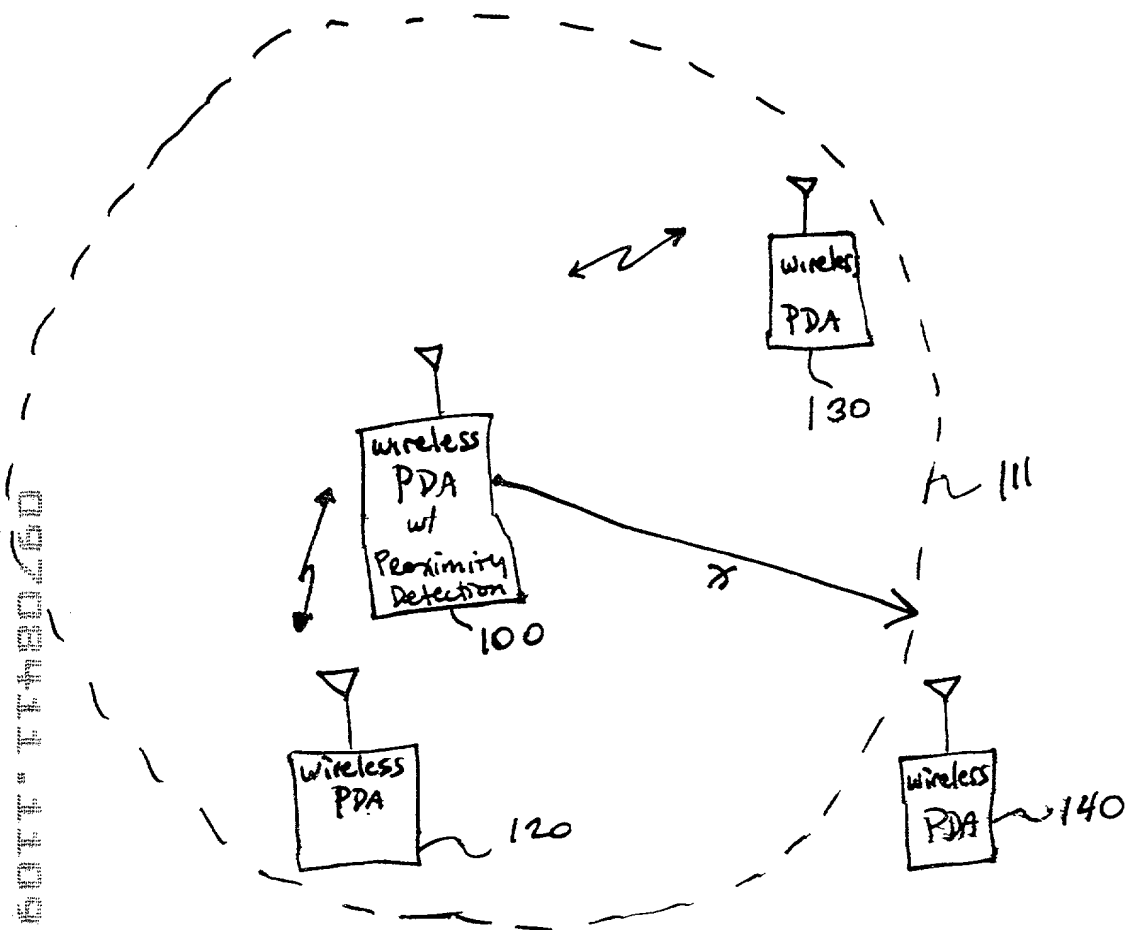 wireless
PDA
130
wireless
PDA
w/
Proximity
Detection
100
111
wireless
PDA
120
wireless
PDA
140